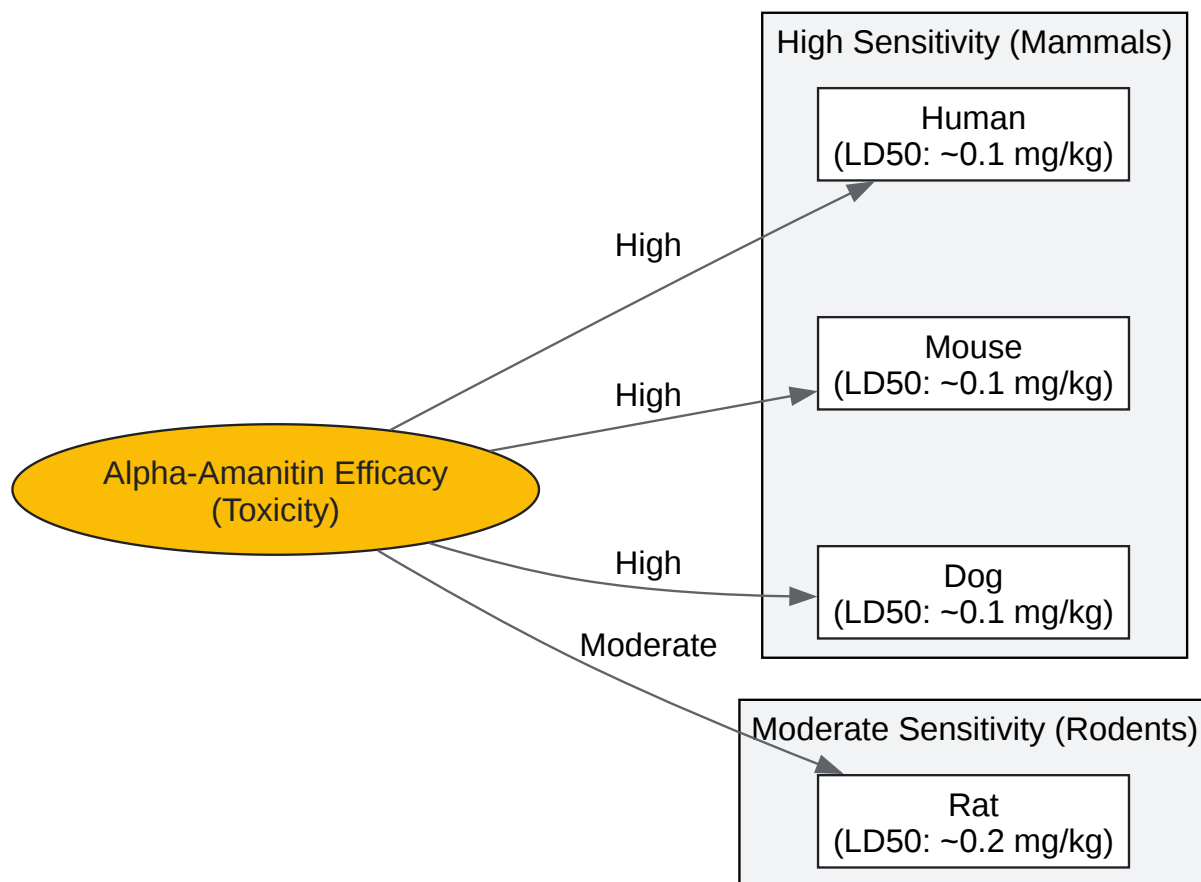 High Sensitivity (Mammals)
Human
(LD50: ~0.1 mg/kg)
High
Mouse
(LD50: ~0.1 mg/kg)
High
Alpha-Amanitin Efficacy
(Toxicity)
High
Dog
(LD50: ~0.1 mg/kg)
Moderate
Moderate Sensitivity (Rodents)
Rat
(LD50: ~0.2 mg/kg)